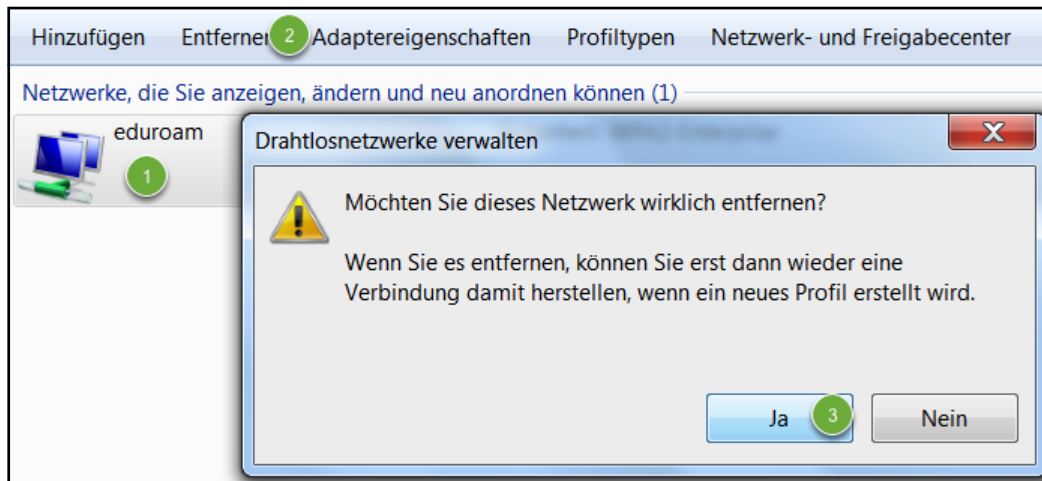 Hinzufügen Entfernen 2 Adaptereigenschaften Profiltypen Netzwerk- und Freigabecenter
Netzwerke, die Sie anzeigen, ändern und neu anordnen können (1)
eduroam
1
Drahtlosnetzwerke verwalten
X
Möchten Sie dieses Netzwerk wirklich entfernen?
Wenn Sie es entfernen, können Sie erst dann wieder eine
Verbindung damit herstellen, wenn ein neues Profil erstellt wird.
Ja 3 Nein